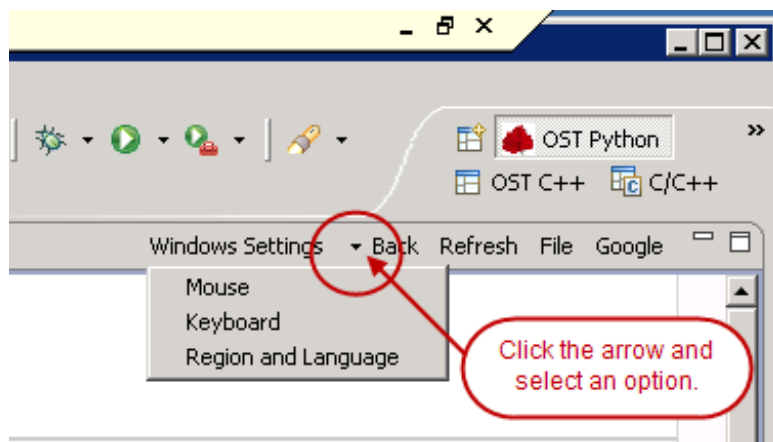 OST Python
»
OST C++ C/C++
Windows Settings Back Refresh File Google
Mouse
Keyboard
Region and Language
Click the arrow and
select an option.